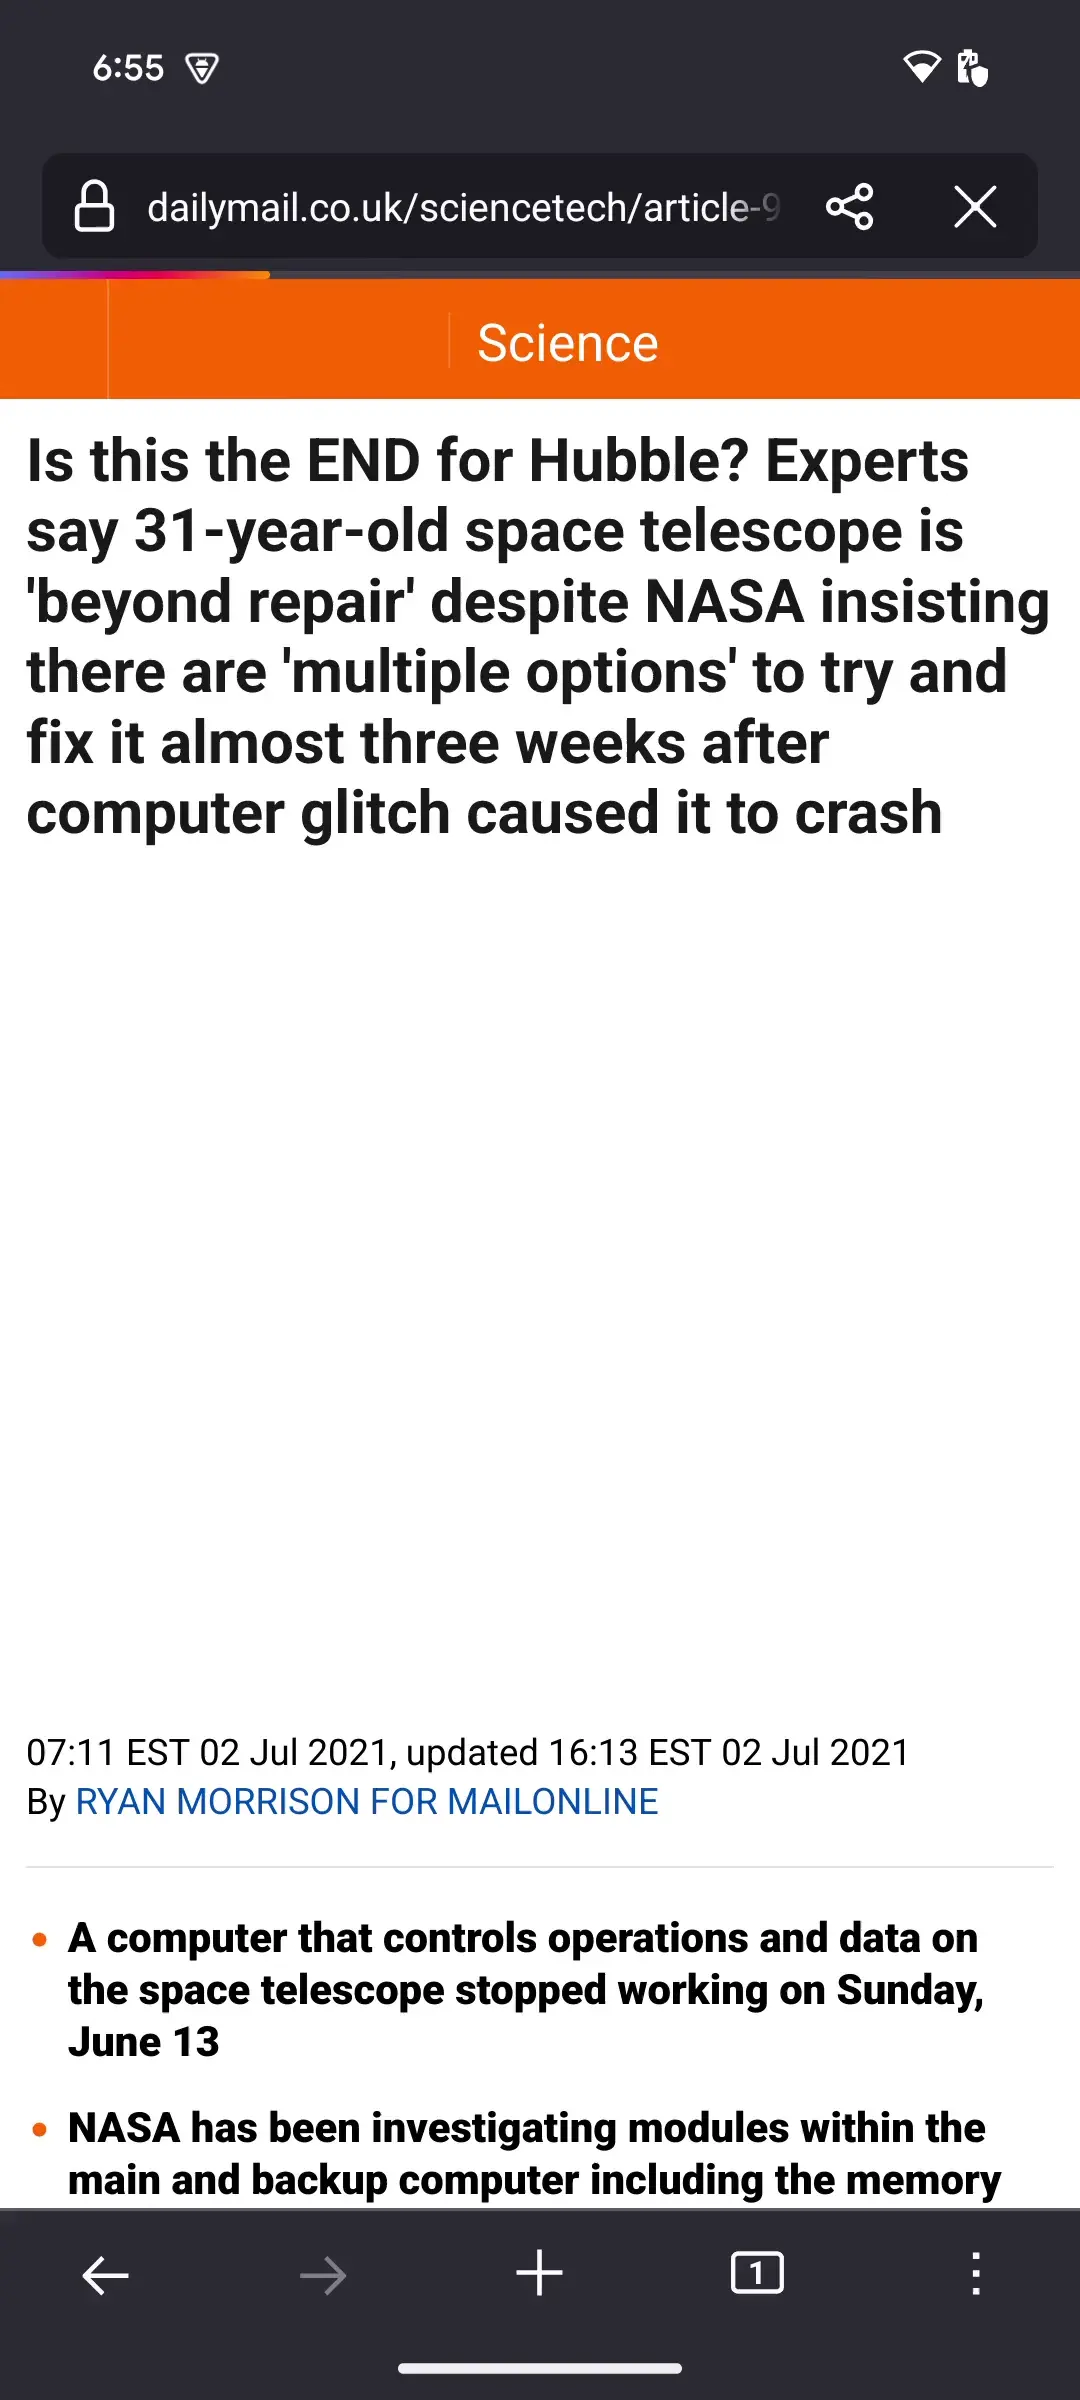 6:55
dailymail.co.uk/sciencetech/article-9
Science
Is this the END for Hubble? Experts
say 31-year-old space telescope is
'beyond repair' despite NASA insisting
there are 'multiple options' to try and
fix it almost three weeks after
computer glitch caused it to crash
07:11 EST 02 Jul 2021, updated 16:13 EST 02 Jul 2021
By RYAN MORRISON FOR MAILONLINE
• A computer that controls operations and data on
the space telescope stopped working on Sunday,
June 13
• NASA has been investigating modules within the
main and backup computer including the memory
1